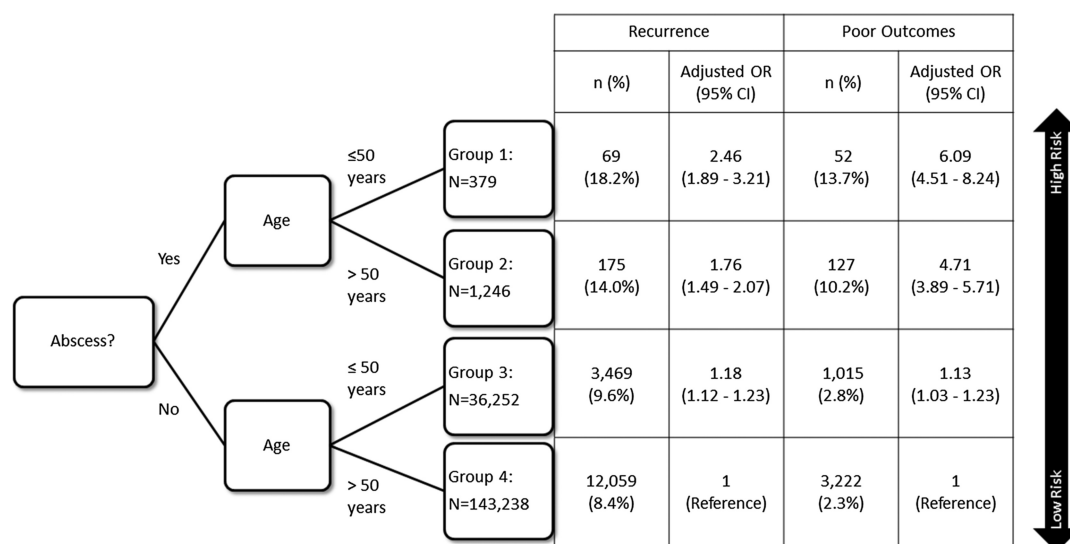 Recurrence
Poor Outcomes
n (%)
Adjusted OR
(95% CI)
n (%)
Adjusted OR
(95% CI)
Abscess?
Yes
No
Age
≤50
years
> 50
years
Age
≤ 50
years
> 50
years
Group 1:
N=379
69
(18.2%)
2.46
(1.89 - 3.21)
52
(13.7%)
6.09
(4.51 - 8.24)
Group 2:
N=1,246
175
(14.0%)
1.76
(1.49 - 2.07)
127
(10.2%)
4.71
(3.89 - 5.71)
Group 3:
N=36,252
3,469
(9.6%)
1.18
(1.12 - 1.23)
1,015
(2.8%)
1.13
(1.03 - 1.23)
Group 4:
N=143,238
12,059
(8.4%)
1
(Reference)
3,222
(2.3%)
1
(Reference)
High Risk
Low Risk